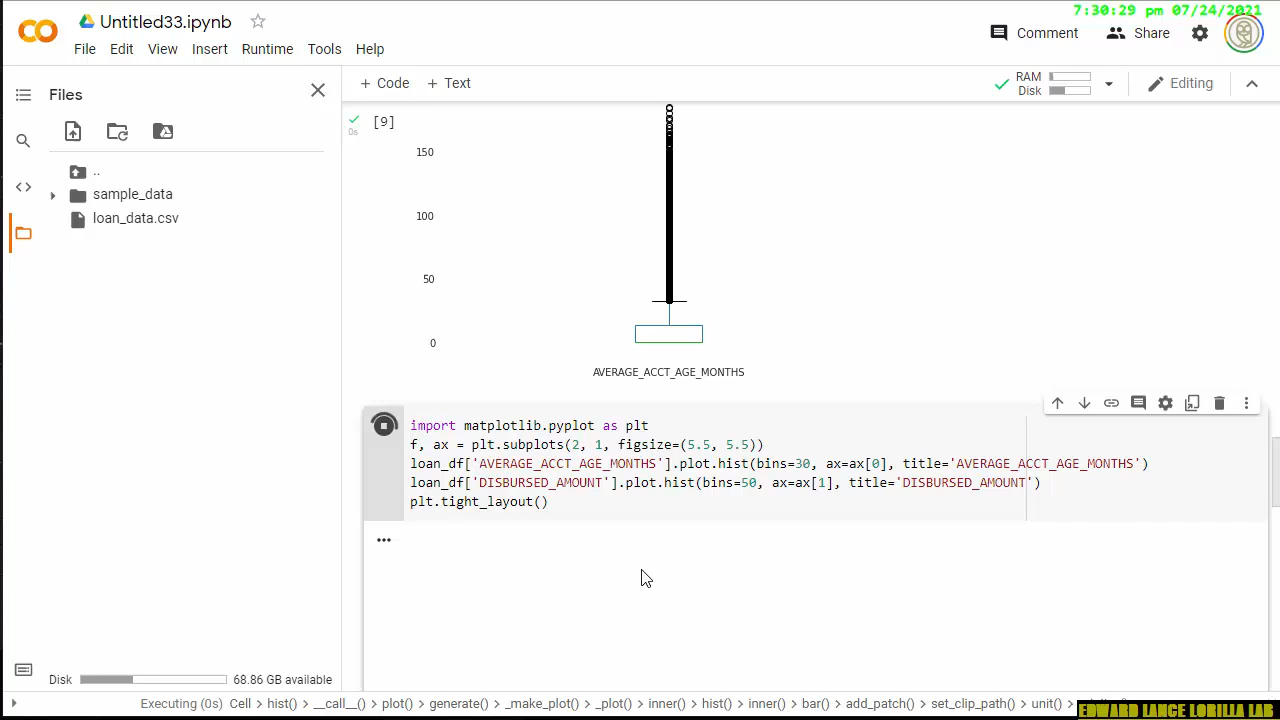 7:30:29 pm 07/24/2021
Untitled33.ipynb
File Edit View Insert Runtime Tools Help
Comment Share
Files
+ Code + Text
RAM
Disk
Editing
..
sample_data
loan_data.csv
[9]
0s
150
100
50
0
AVERAGE_ACCT_AGE_MONTHS
import matplotlib.pyplot as plt
f, ax = plt.subplots(2, 1, figsize=(5.5, 5.5))
loan_df['AVERAGE_ACCT_AGE_MONTHS'].plot.hist(bins=30, ax=ax[0], title='AVERAGE_ACCT_AGE_MONTHS')
loan_df['DISBURSED_AMOUNT'].plot.hist(bins=50, ax=ax[1], title='DISBURSED_AMOUNT')
plt.tight_layout()
Disk 68.86 GB available
Executing (0s) Cell > hist() > __call__() > plot() > generate() > _make_plot() > _plot() > inner() > hist() > inner() > bar() > add_patch() > set_clip_path() > unit() >
EDWARD LANCE LORILLA LAB